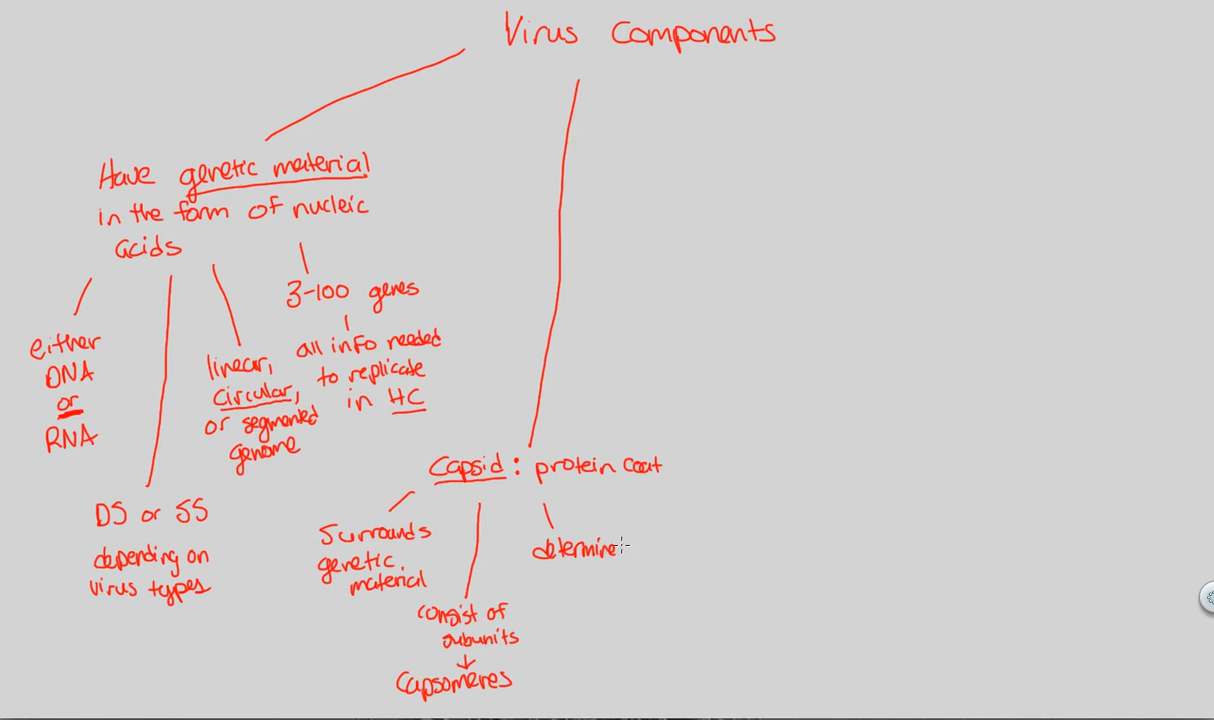 Virus Components
Have genetic material
in the form of nucleic
acids
either
DNA
or
RNA
DS or SS
depending on
virus types
linear,
circular,
or segmented
genome
3-100 genes
all info needed
to replicate
in HC
Capsid : protein coat
Surrounds
genetic
material
consist of
subunits
Capsomeres
determine